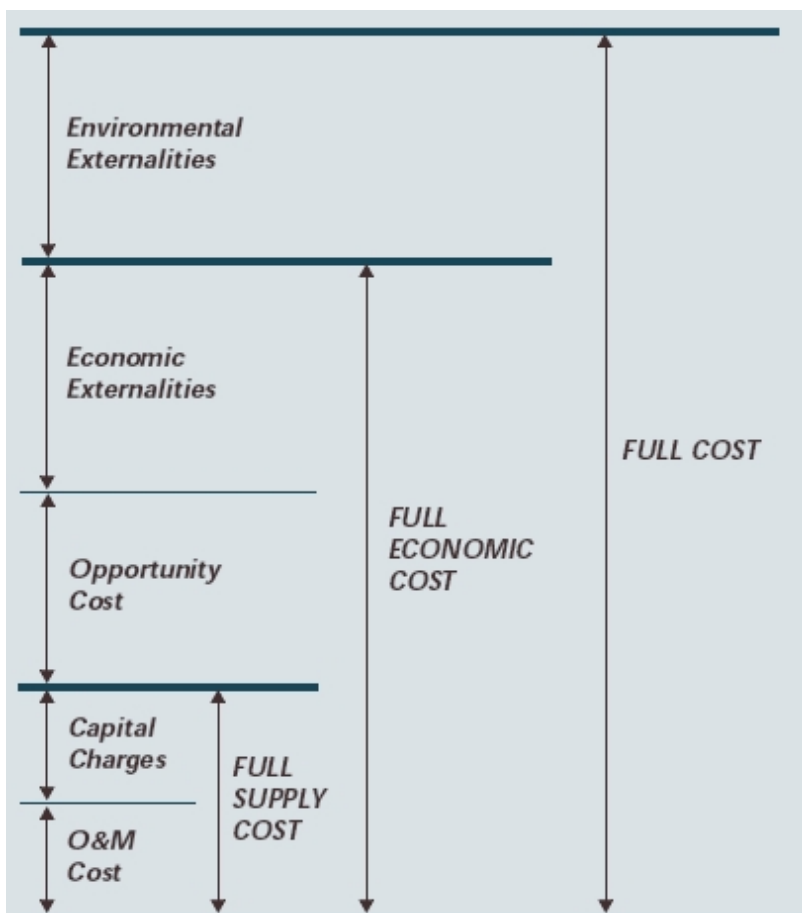 Environmental
Externalities
Economic
Externalities
FULL COST
FULL
ECONOMIC
COST
Opportunity
Cost
Capital
Charges
FULL
SUPPLY
COST
O&M
Cost